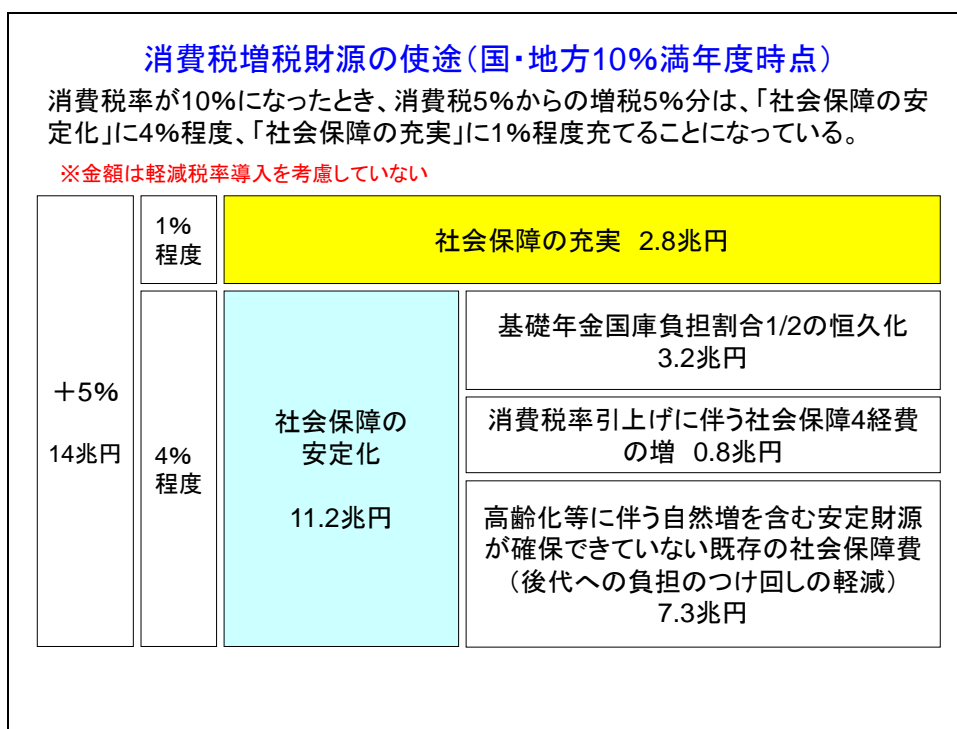 消費税増税財源の使途(国・地方10%満年度時点)
消費税率が10%になったとき、消費税5%からの増税5%分は、「社会保障の安
定化」に4%程度、「社会保障の充実」に1%程度充てることになっている。
※金額は軽減税率導入を考慮していない
+5%
14兆円
1%
程度
社会保障の充実 2.8兆円
4%
程度
社会保障の
安定化
11.2兆円
基礎年金国庫負担割合1/2の恒久化
3.2兆円
消費税率引上げに伴う社会保障4経費
の増 0.8兆円
高齢化等に伴う自然増を含む安定財源
が確保できていない既存の社会保障費
(後代への負担のつけ回しの軽減)
7.3兆円